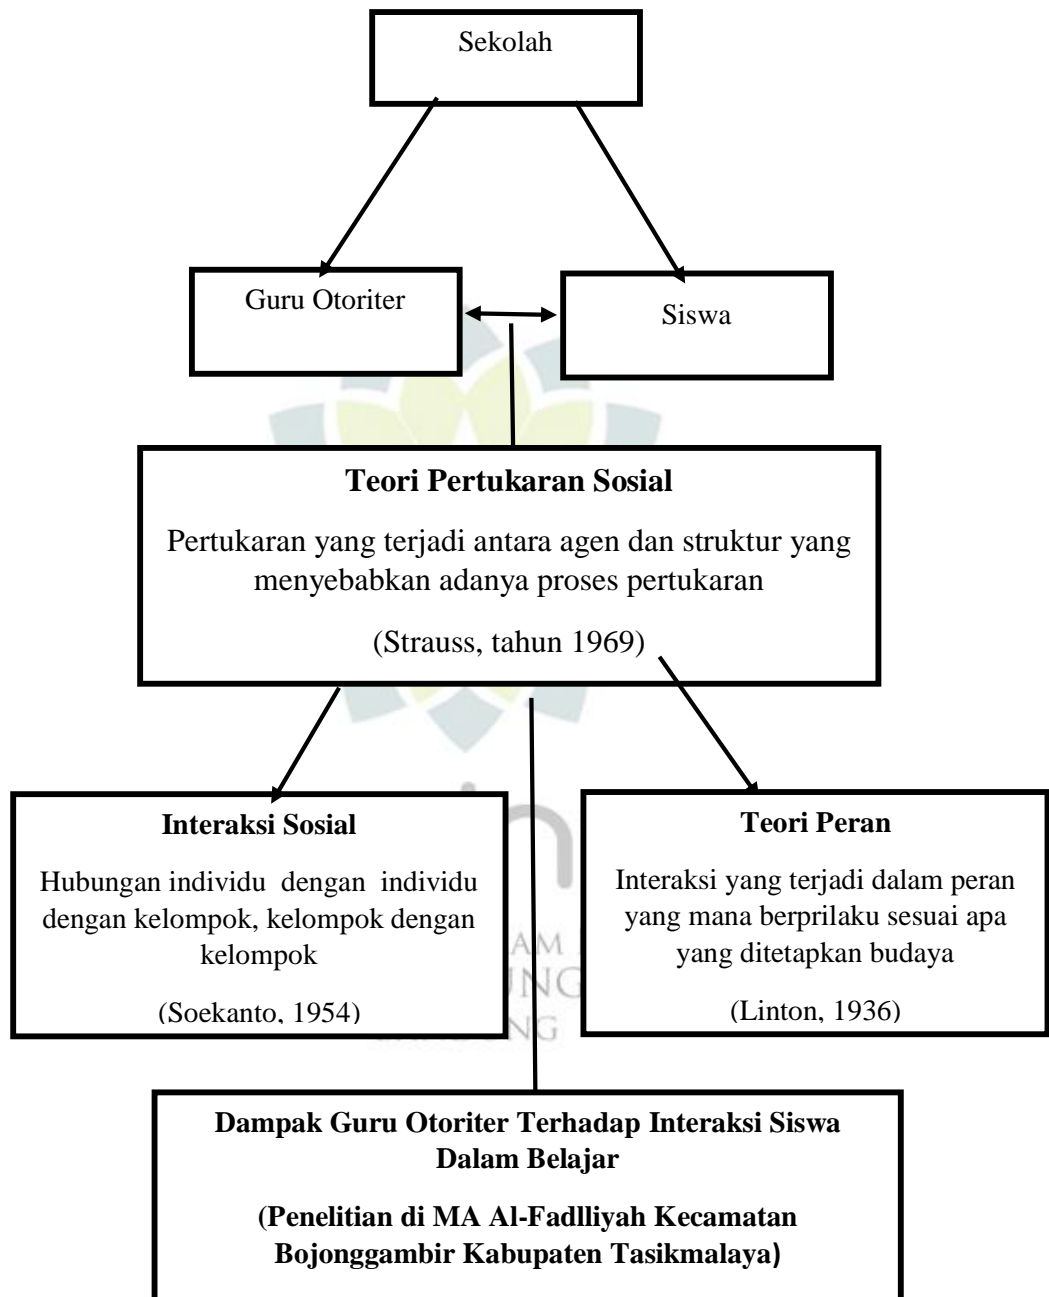 Sekolah
Guru Otoriter
Siswa
Teori Pertukaran Sosial
Pertukaran yang terjadi antara agen dan struktur yang
menyebabkan adanya proses pertukaran
(Strauss, tahun 1969)
Interaksi Sosial
Hubungan individu dengan individu
dengan kelompok, kelompok dengan
kelompok
(Soekanto, 1954)
Teori Peran
Interaksi yang terjadi dalam peran
yang mana berprilaku sesuai apa
yang ditetapkan budaya
(Linton, 1936)
Dampak Guru Otoriter Terhadap Interaksi Siswa
Dalam Belajar
(Penelitian di MA Al-Fadlliyah Kecamatan
Bojonggambir Kabupaten Tasikmalaya)